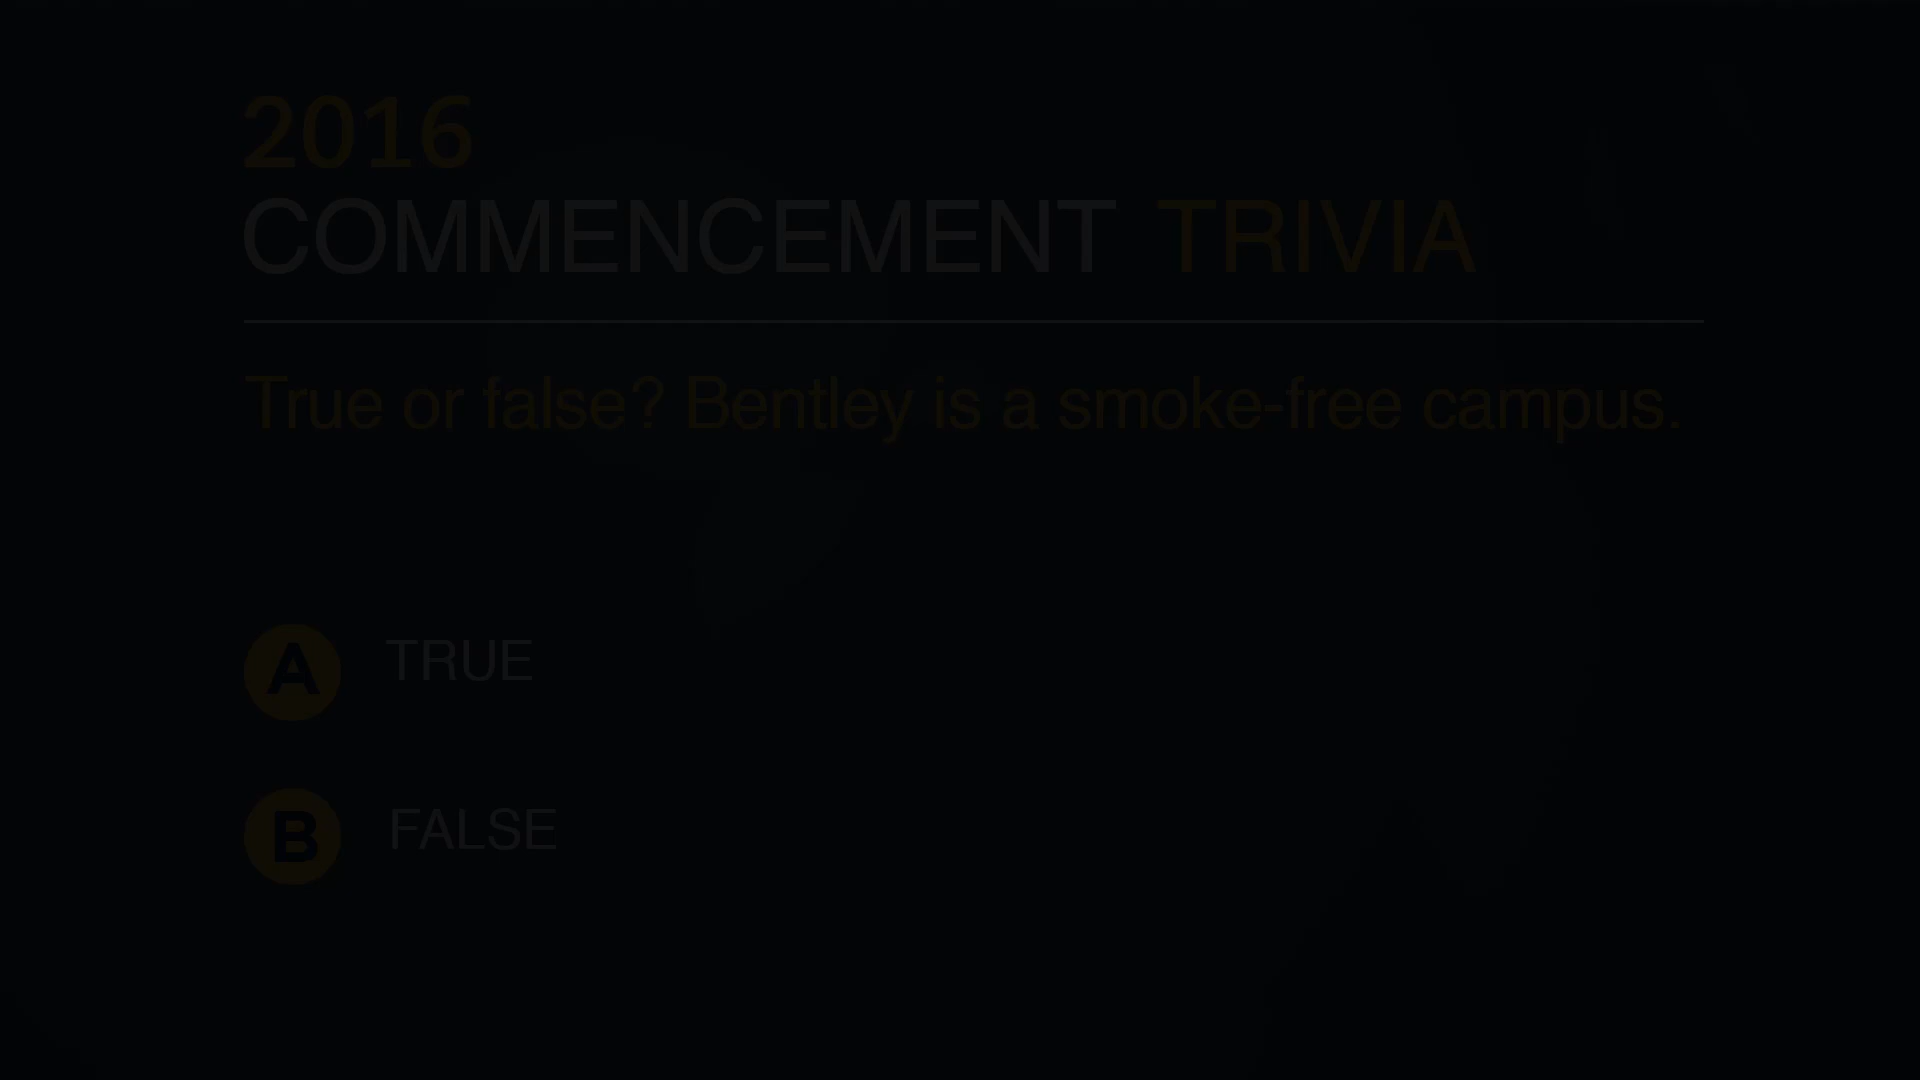 2016
COMMENCEMENT TRIVIA
True or false? Bentley is a smoke-free campus.
A TRUE
B FALSE